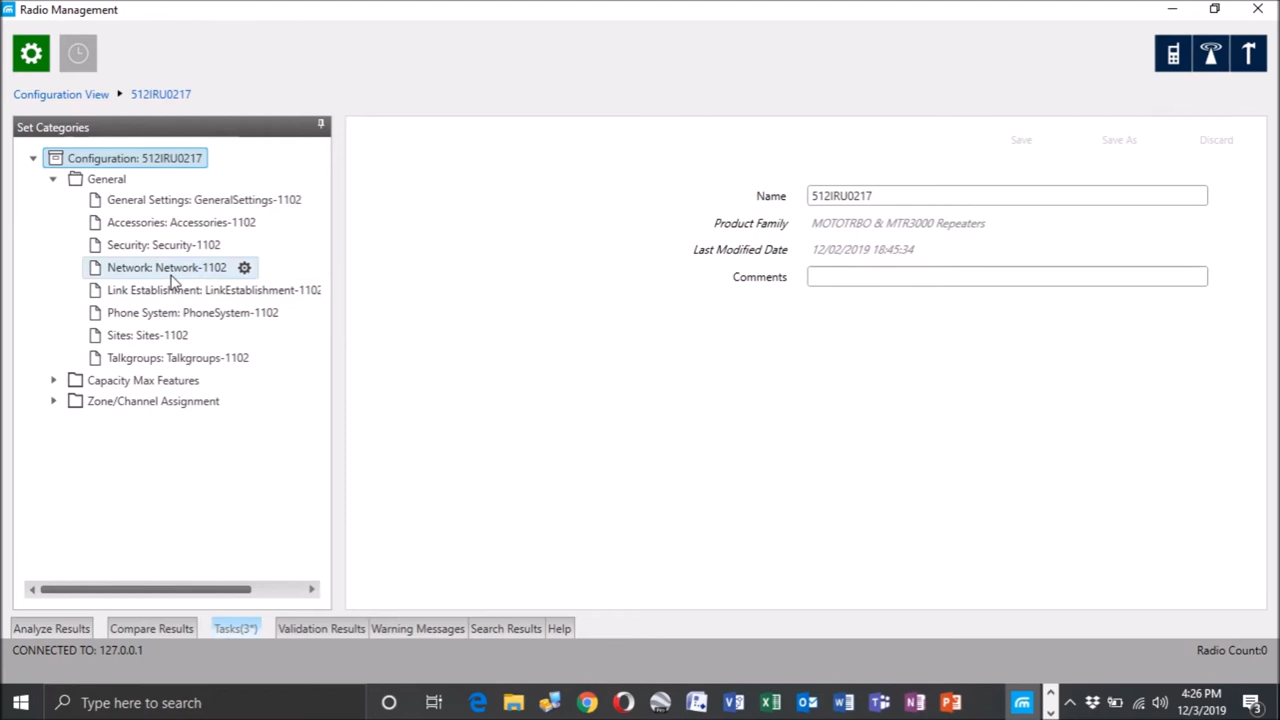 Radio Management
Configuration View
512IRU0217
Set Categories
Configuration: 512IRU0217
General
General Settings: GeneralSettings-1102
Accessories: Accessories-1102
Security: Security-1102
Network: Network-1102
Link Establishment: LinkEstablishment-1102
Phone System: PhoneSystem-1102
Sites: Sites-1102
Talkgroups: Talkgroups-1102
Capacity Max Features
Zone/Channel Assignment
Save Save As Discard
Name 512IRU0217
Product Family MOTOTRBO & MTR3000 Repeaters
Last Modified Date 12/02/2019 18:45:34
Comments
Analyze Results Compare Results Tasks(3*) Validation Results Warning Messages Search Results Help
CONNECTED TO: 127.0.0.1 Radio Count:0
Type here to search
4:26 PM
12/3/2019
3